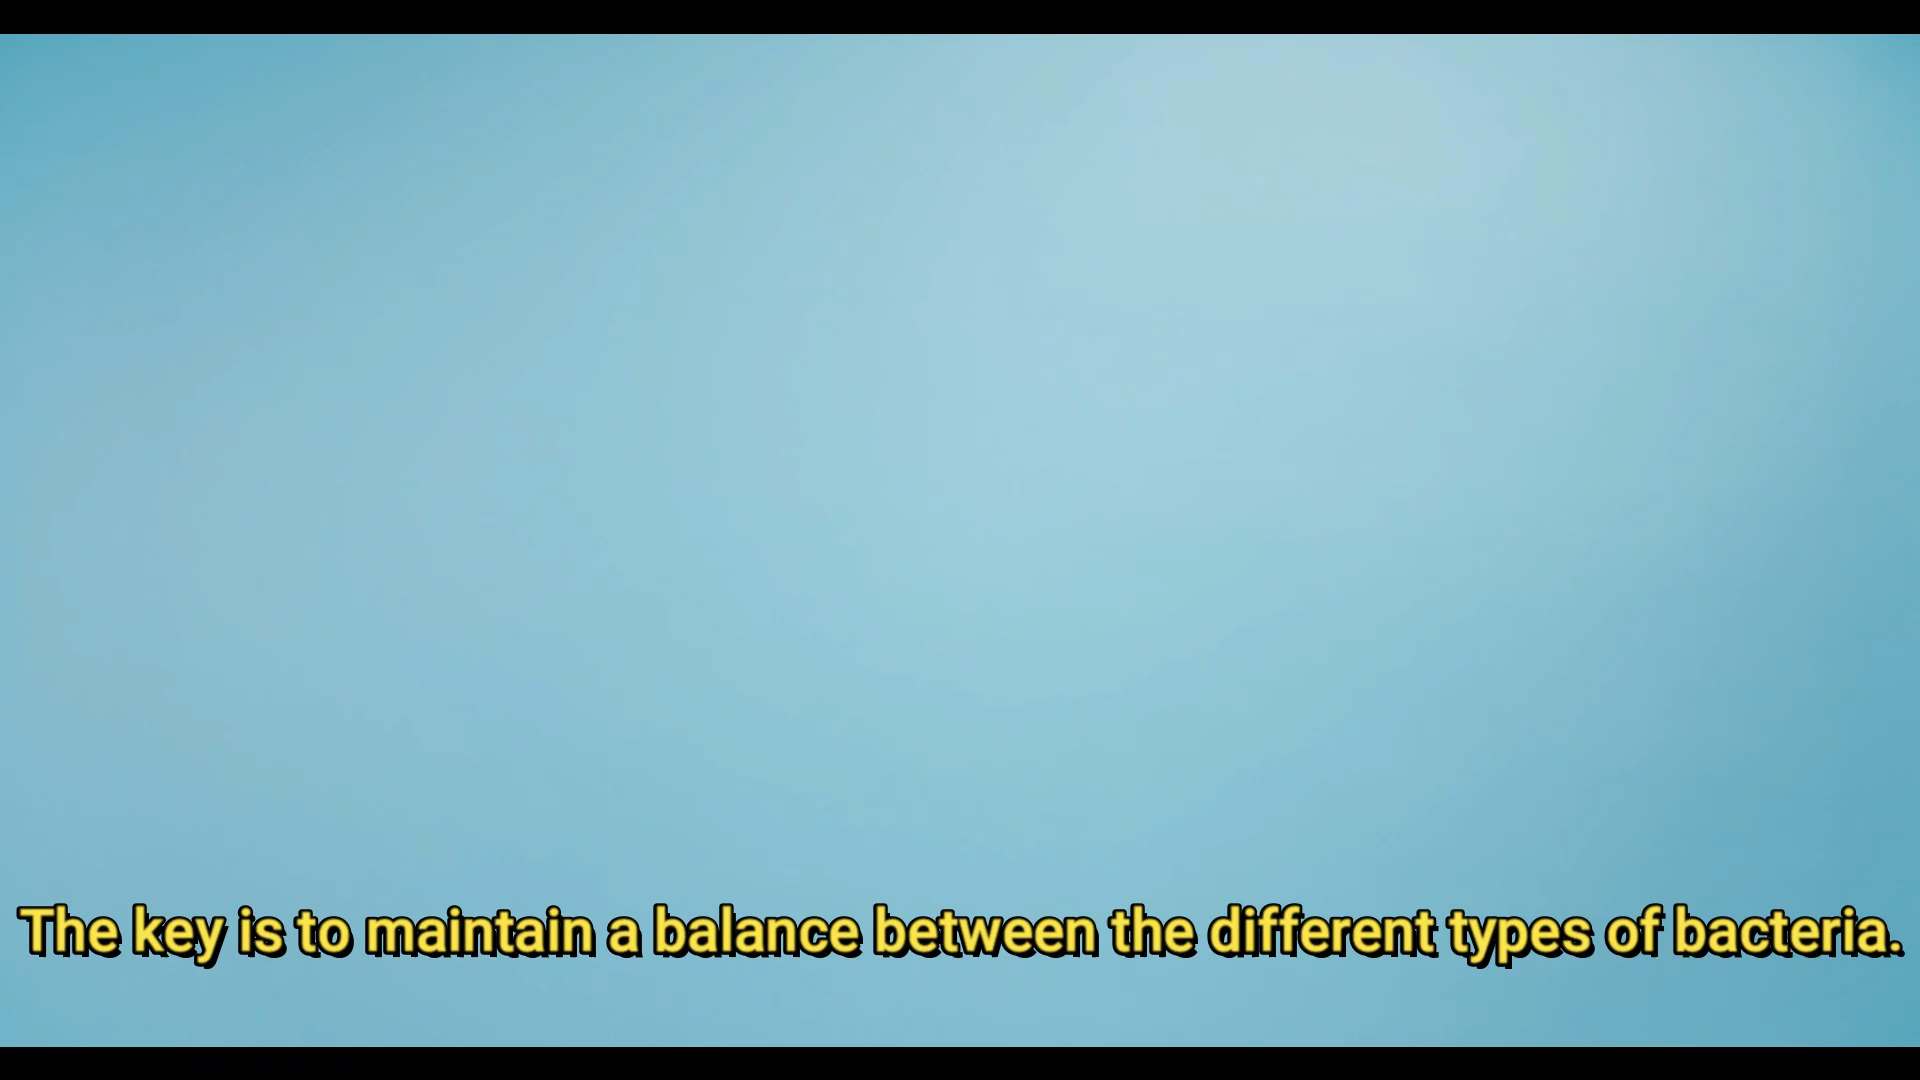 The key is to maintain a balance between the different types of bacteria.